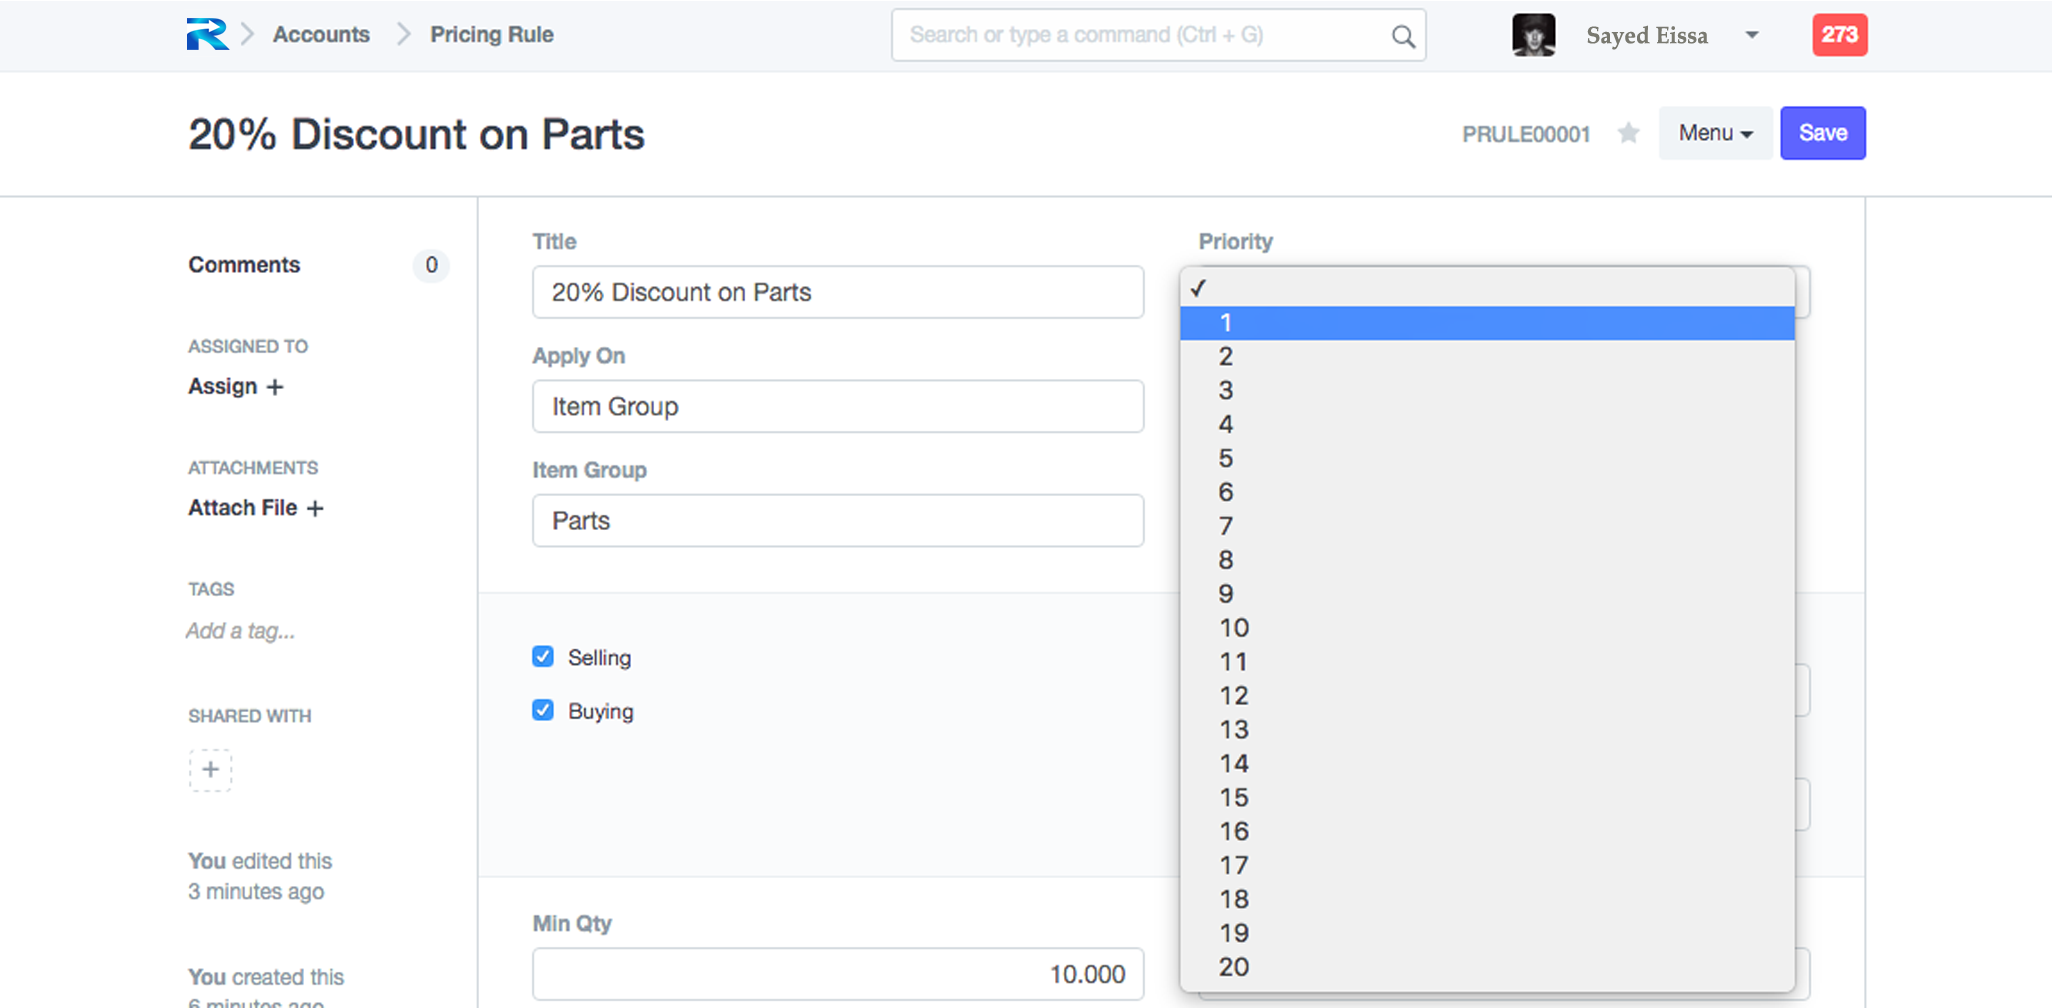 Accounts
Pricing Rule
Search or type a command (Ctrl + G)
Sayed Eissa
273
20% Discount on Parts
PRULE00001
Menu
Save
Comments
0
ASSIGNED TO
Assign +
ATTACHMENTS
Attach File +
TAGS
Add a tag...
SHARED WITH
+
You edited this
3 minutes ago
You created this
6 minutes ago
Title
20% Discount on Parts
Apply On
Item Group
Item Group
Parts
Selling
Buying
Min Qty
10.000
Priority
✓
1
2
3
4
5
6
7
8
9
10
11
12
13
14
15
16
17
18
19
20